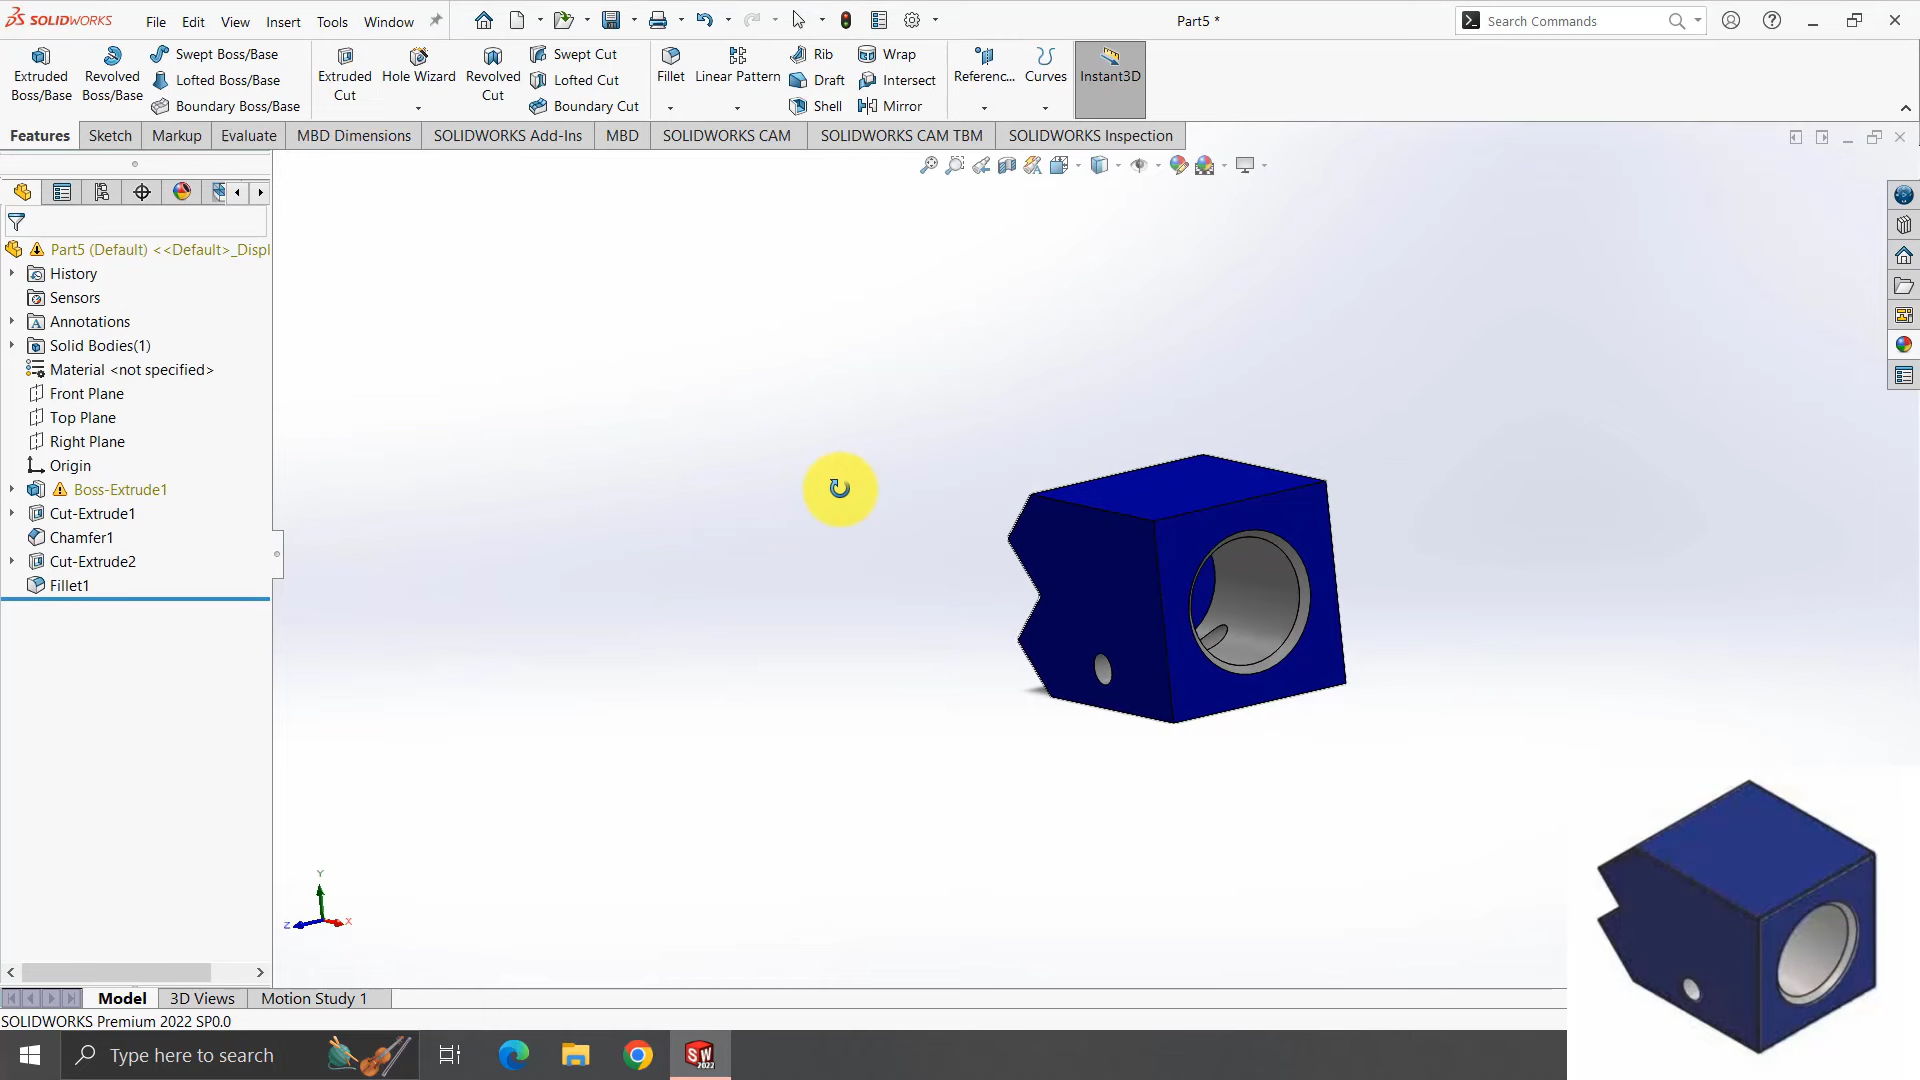 SOLIDWORKS File Edit View Insert Tools Window Part5 * Search Commands
Extruded Boss/Base
Revolved Boss/Base
Swept Boss/Base
Lofted Boss/Base
Boundary Boss/Base
Extruded Cut
Hole Wizard
Revolved Cut
Swept Cut
Lofted Cut
Boundary Cut
Fillet
Linear Pattern
Rib
Draft
Shell
Wrap
Intersect
Mirror
Referenc...
Curves
Instant3D
Features Sketch Markup Evaluate MBD Dimensions SOLIDWORKS Add-Ins MBD SOLIDWORKS CAM SOLIDWORKS CAM TBM SOLIDWORKS Inspection
Part5 (Default) <<Default>_Displ
History
Sensors
Annotations
Solid Bodies(1)
Material <not specified>
Front Plane
Top Plane
Right Plane
Origin
Boss-Extrude1
Cut-Extrude1
Chamfer1
Cut-Extrude2
Fillet1
Y
Z X
Model 3D Views Motion Study 1
SOLIDWORKS Premium 2022 SP0.0
Type here to search
SW
2022